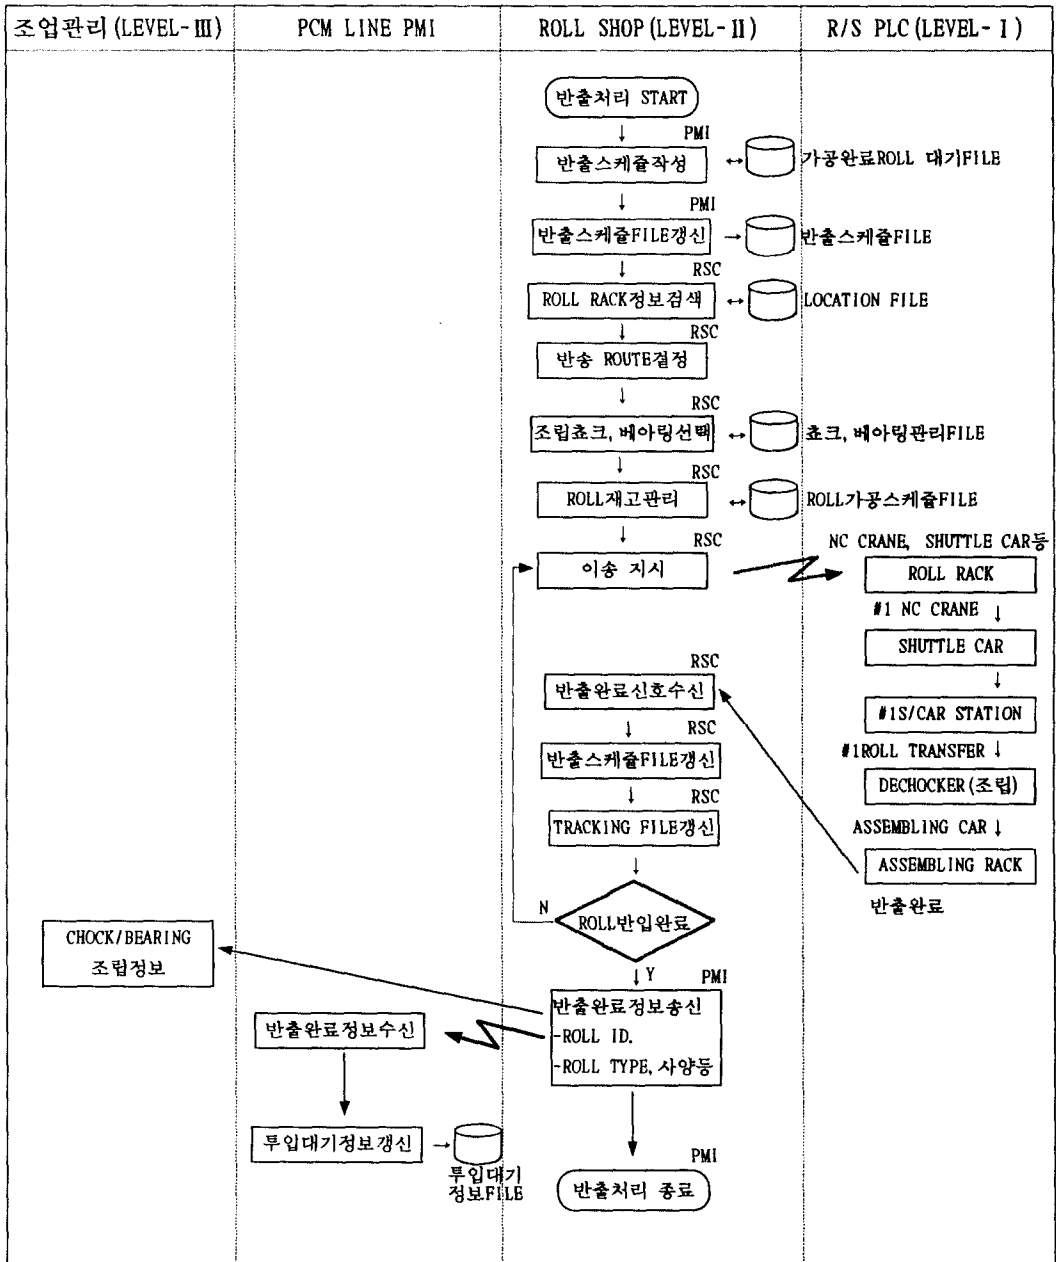 조업관리(LEVEL-Ⅲ)
PCM LINE PMI
ROLL SHOP(LEVEL-Ⅱ)
R/S PLC(LEVEL-Ⅰ)
반출처리 START
PMI
반출스케쥴작성
가공완료ROLL 대기FILE
PMI
반출스케쥴FILE갱신
반출스케쥴FILE
RSC
ROLL RACK정보검색
LOCATION FILE
RSC
반송 ROUTE결정
RSC
조립쵸크, 베아링선택
쵸크, 베아링관리FILE
RSC
ROLL재고관리
ROLL가공스케쥴FILE
RSC
이송 지시
NC CRANE, SHUTTLE CAR등
ROLL RACK
#1 NC CRANE
SHUTTLE CAR
#1S/CAR STATION
#1ROLL TRANSFER
DECHOCKER(조립)
ASSEMBLING CAR
ASSEMBLING RACK
반출완료
RSC
반출완료신호수신
RSC
반출스케쥴FILE갱신
RSC
TRACKING FILE갱신
N
ROLL반입완료
Y
PMI
반출완료정보송신
-ROLL ID.
-ROLL TYPE, 사양등
CHOCK/BEARING
조립정보
반출완료정보수신
투입대기정보갱신
투입대기
정보FILE
PMI
반출처리 종료